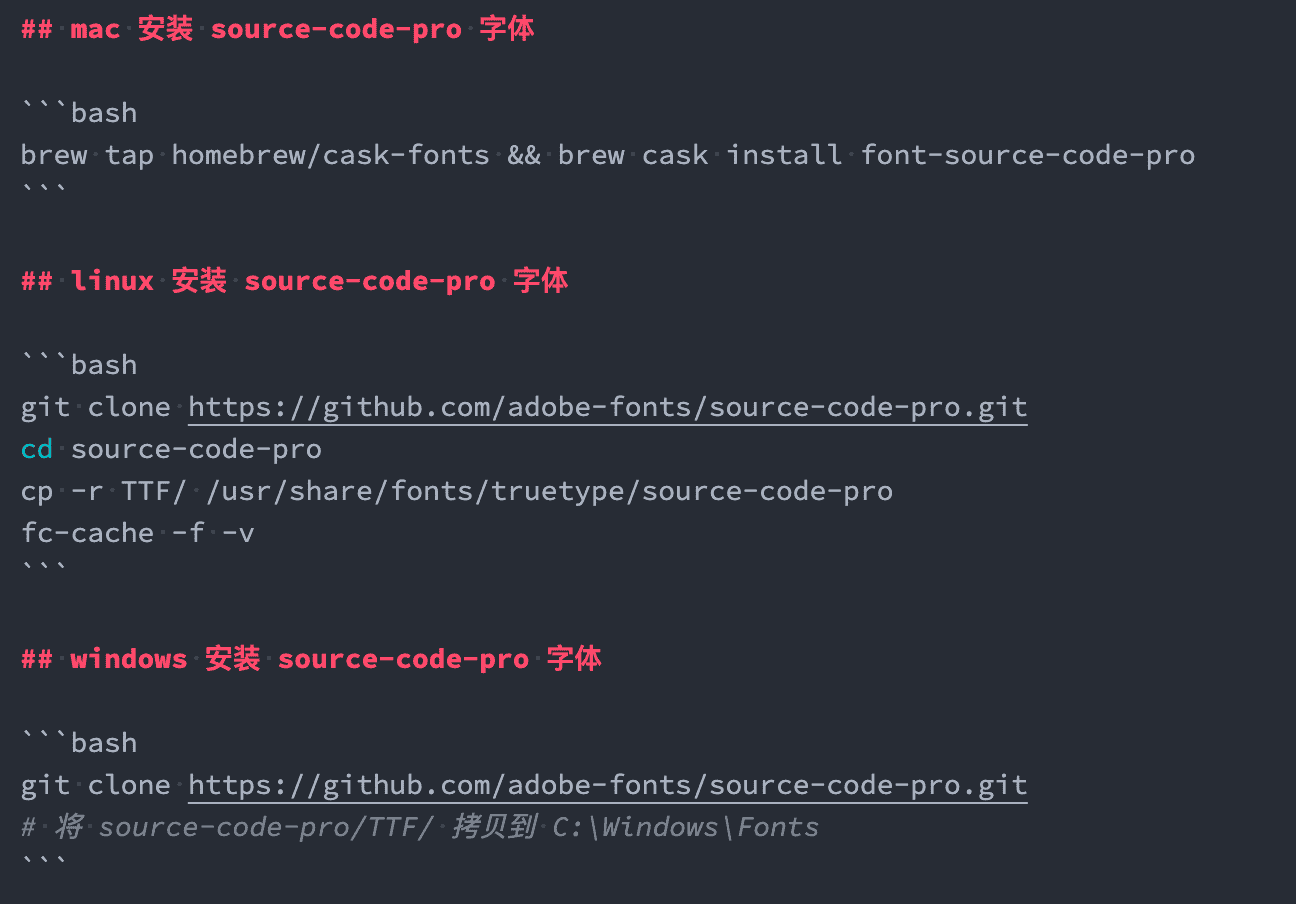 ## mac 安装 source-code-pro 字体
```bash
brew tap homebrew/cask-fonts && brew cask install font-source-code-pro
```
## linux 安装 source-code-pro 字体
```bash
git clone https://github.com/adobe-fonts/source-code-pro.git
cd source-code-pro
cp -r TTF/ /usr/share/fonts/truetype/source-code-pro
fc-cache -f -v
```
## windows 安装 source-code-pro 字体
```bash
git clone https://github.com/adobe-fonts/source-code-pro.git
# 将 source-code-pro/TTF/ 拷贝到 C:\Windows\Fonts
```